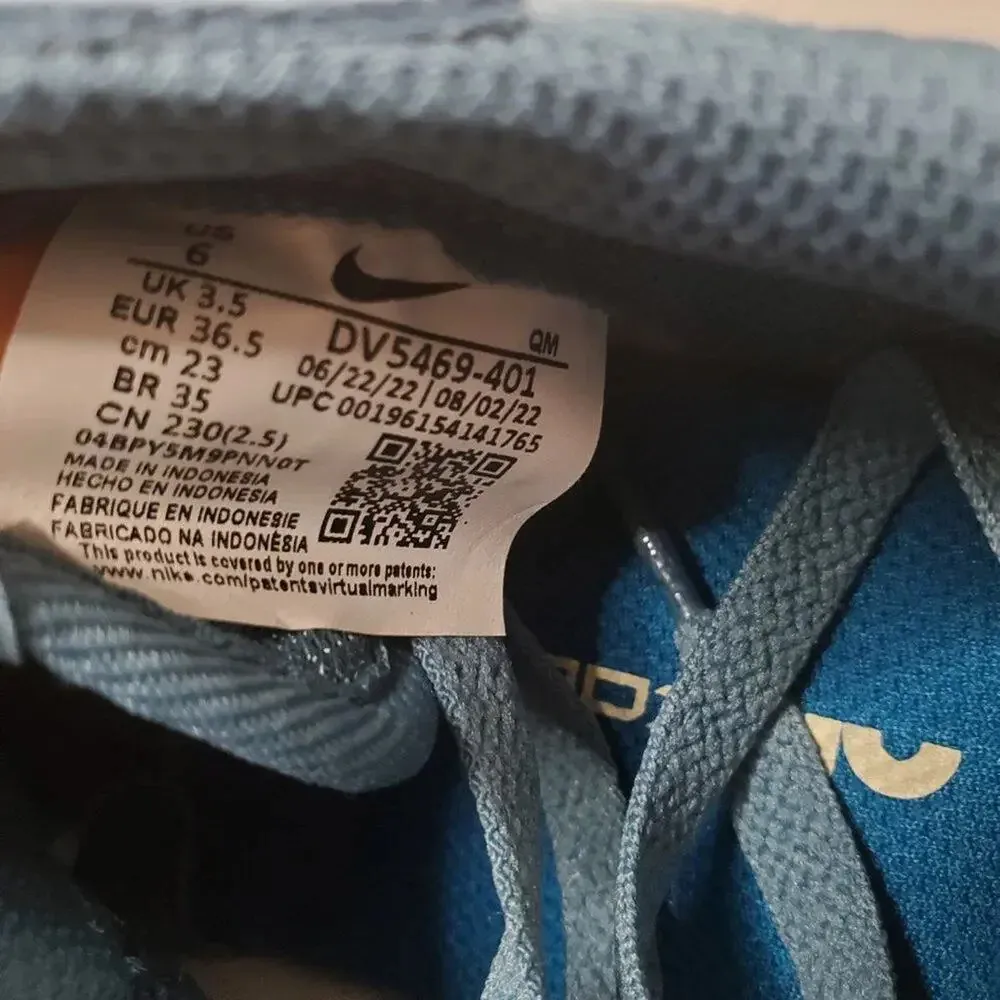 US
6
UK 3.5
EUR 36.5
cm 23
BR 35
CN 230(2.5)
QM
DV5469-401
06/22/22|08/02/22
UPC 00196154141765
04BPY5M9PNN0T
MADE IN INDONESIA
HECHO EN INDONESIA
FABRIQUE EN INDONESIE
FABRICADO NA INDONÉSIA
This product is covered by one or more patents:
www.nike.com/patentsvirtualmarking